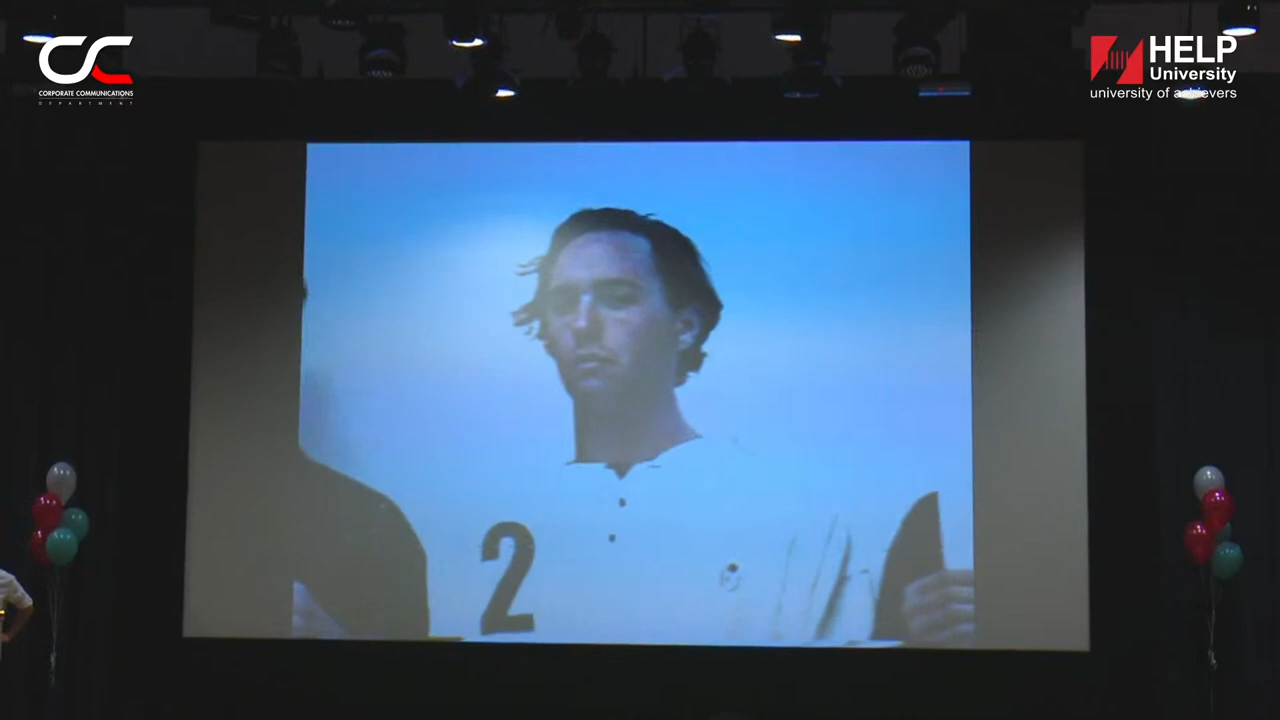 CORPORATE COMMUNICATIONS
DEPARTMENT
HELP
University
university of achievers
2